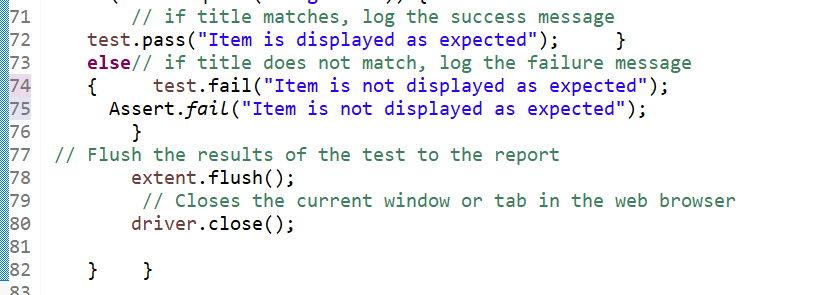 71 // if title matches, log the success message
72 test.pass("Item is displayed as expected"); }
73 else// if title does not match, log the failure message
74 { test.fail("Item is not displayed as expected");
75 Assert.fail("Item is not displayed as expected");
76 }
77 // Flush the results of the test to the report
78 extent.flush();
79 // Closes the current window or tab in the web browser
80 driver.close();
81
82 } }
83